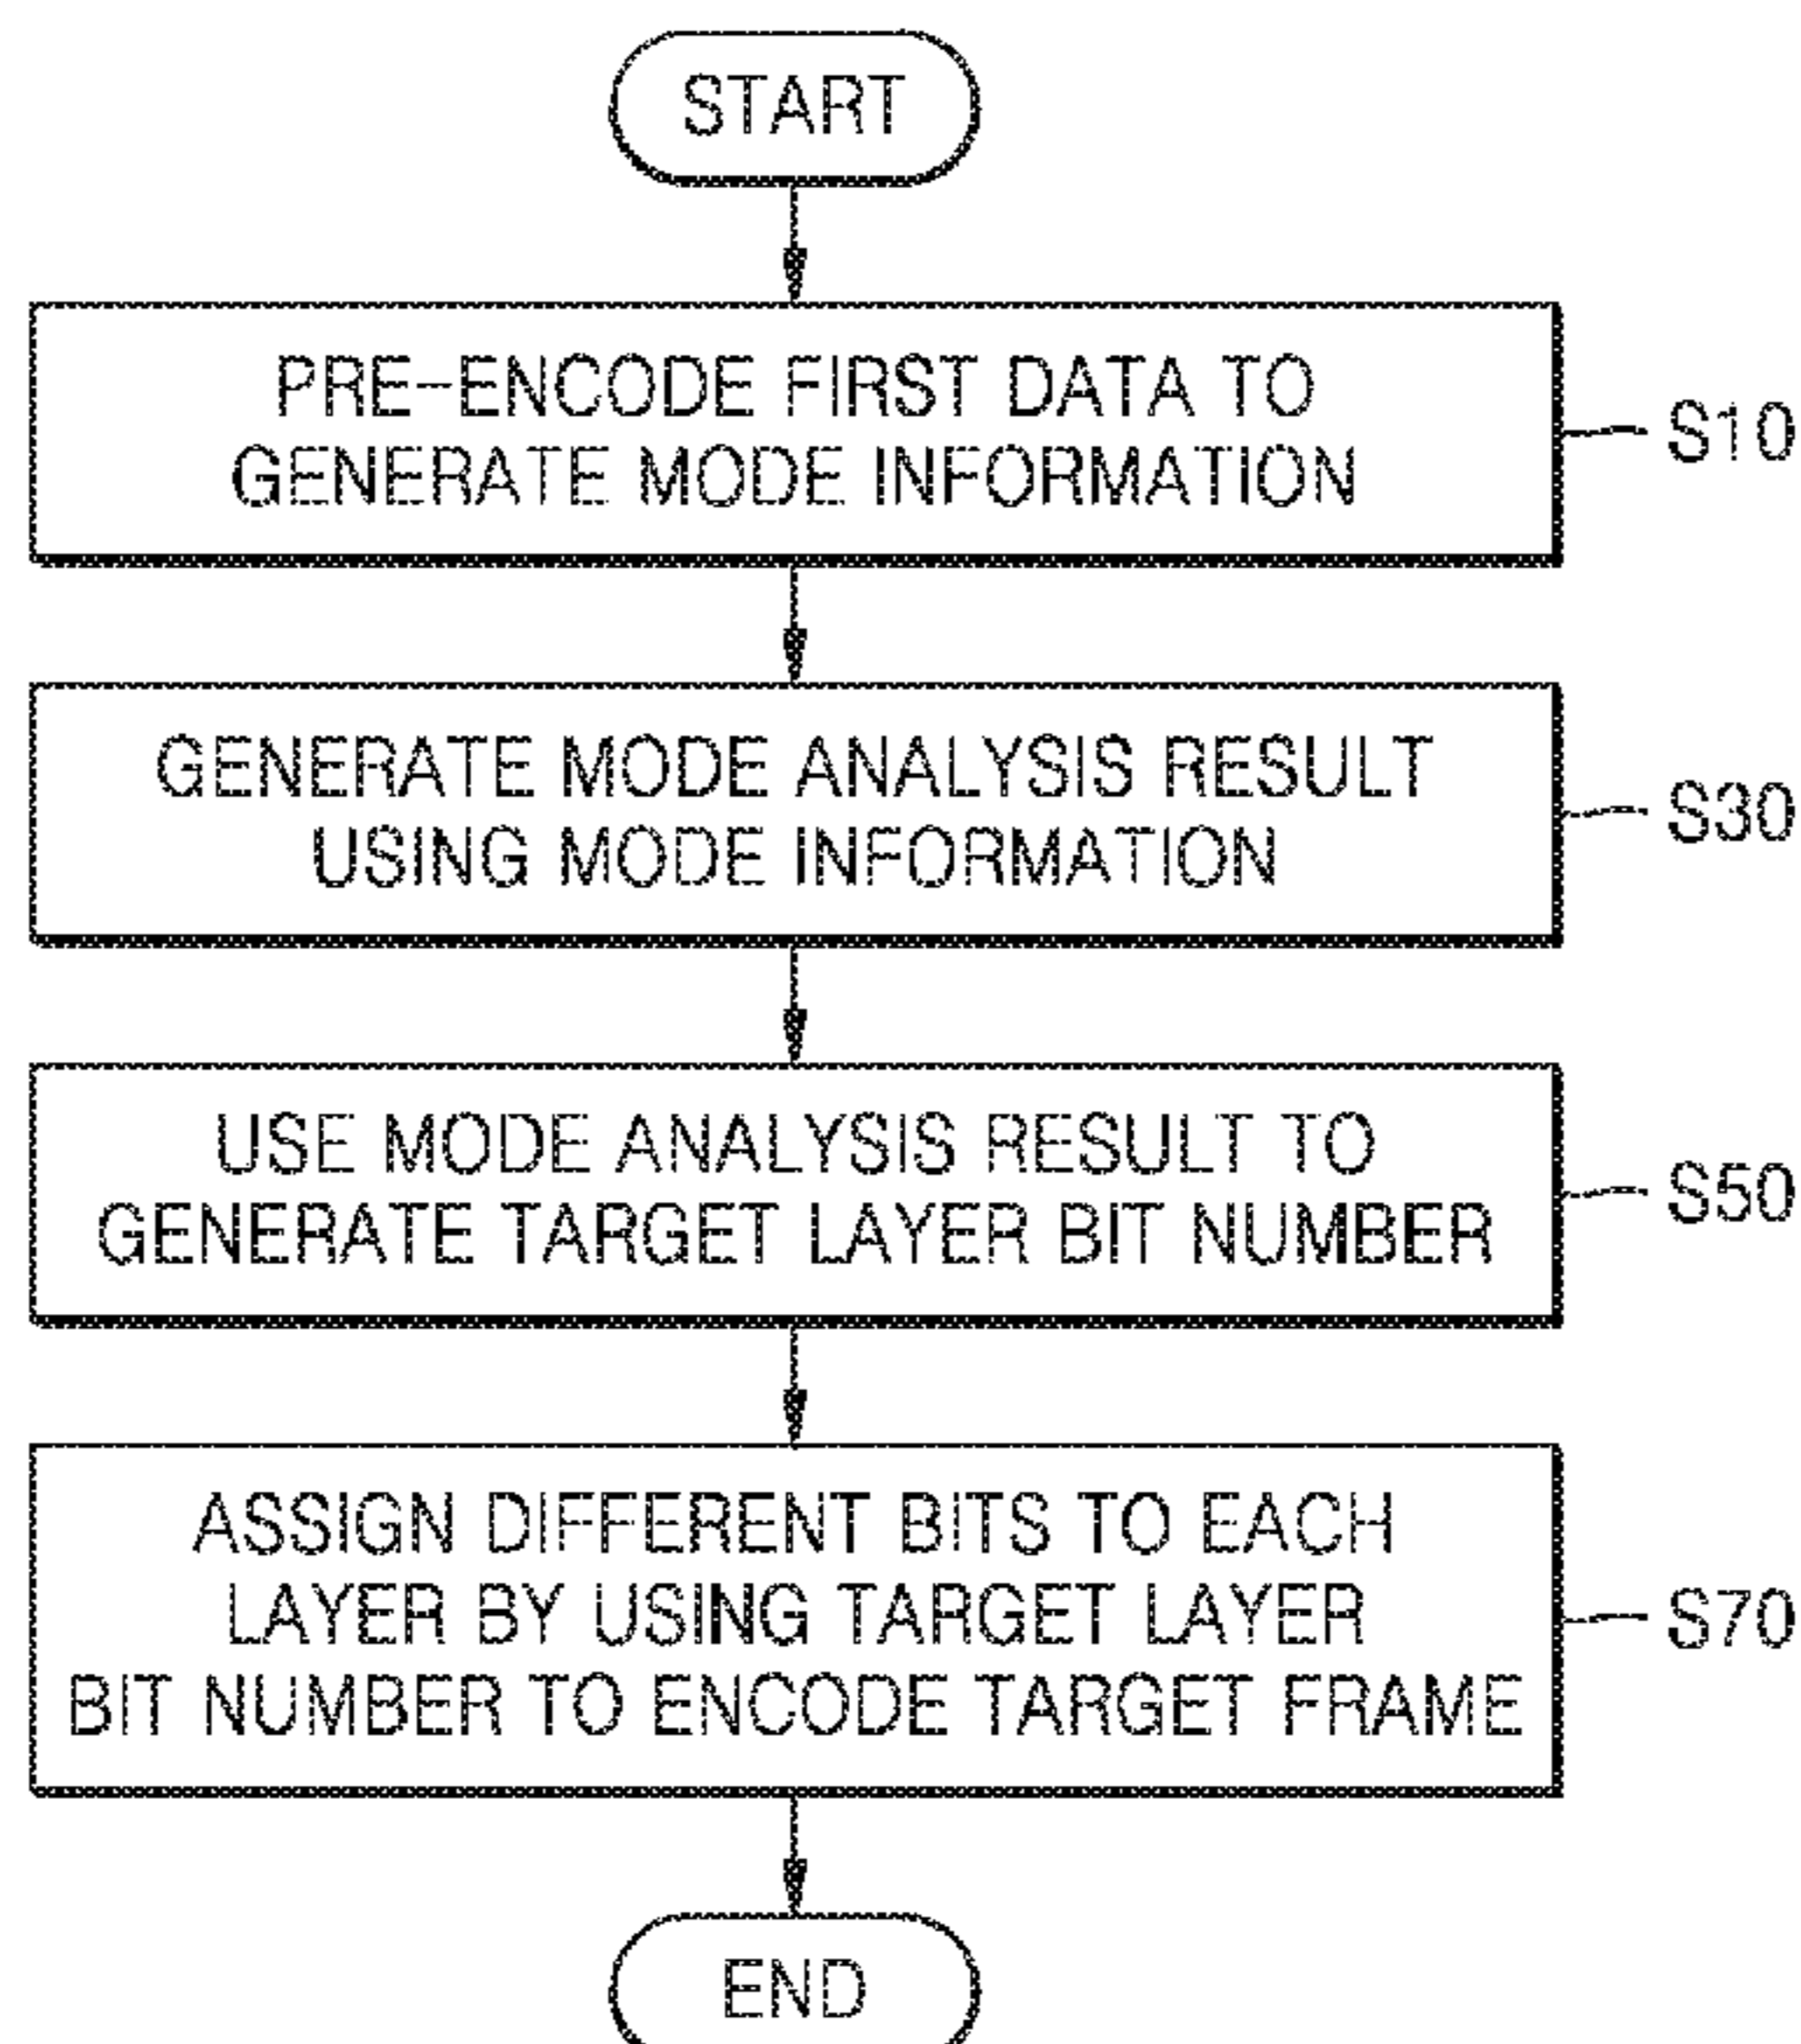 START
PRE-ENCODE FIRST DATA TO
GENERATE MODE INFORMATION
S10
GENERATE MODE ANALYSIS RESULT
USING MODE INFORMATION
S30
USE MODE ANALYSIS RESULT TO
GENERATE TARGET LAYER BIT NUMBER
S50
ASSIGN DIFFERENT BITS TO EACH
LAYER BY USING TARGET LAYER
BIT NUMBER TO ENCODE TARGET FRAME
S70
END